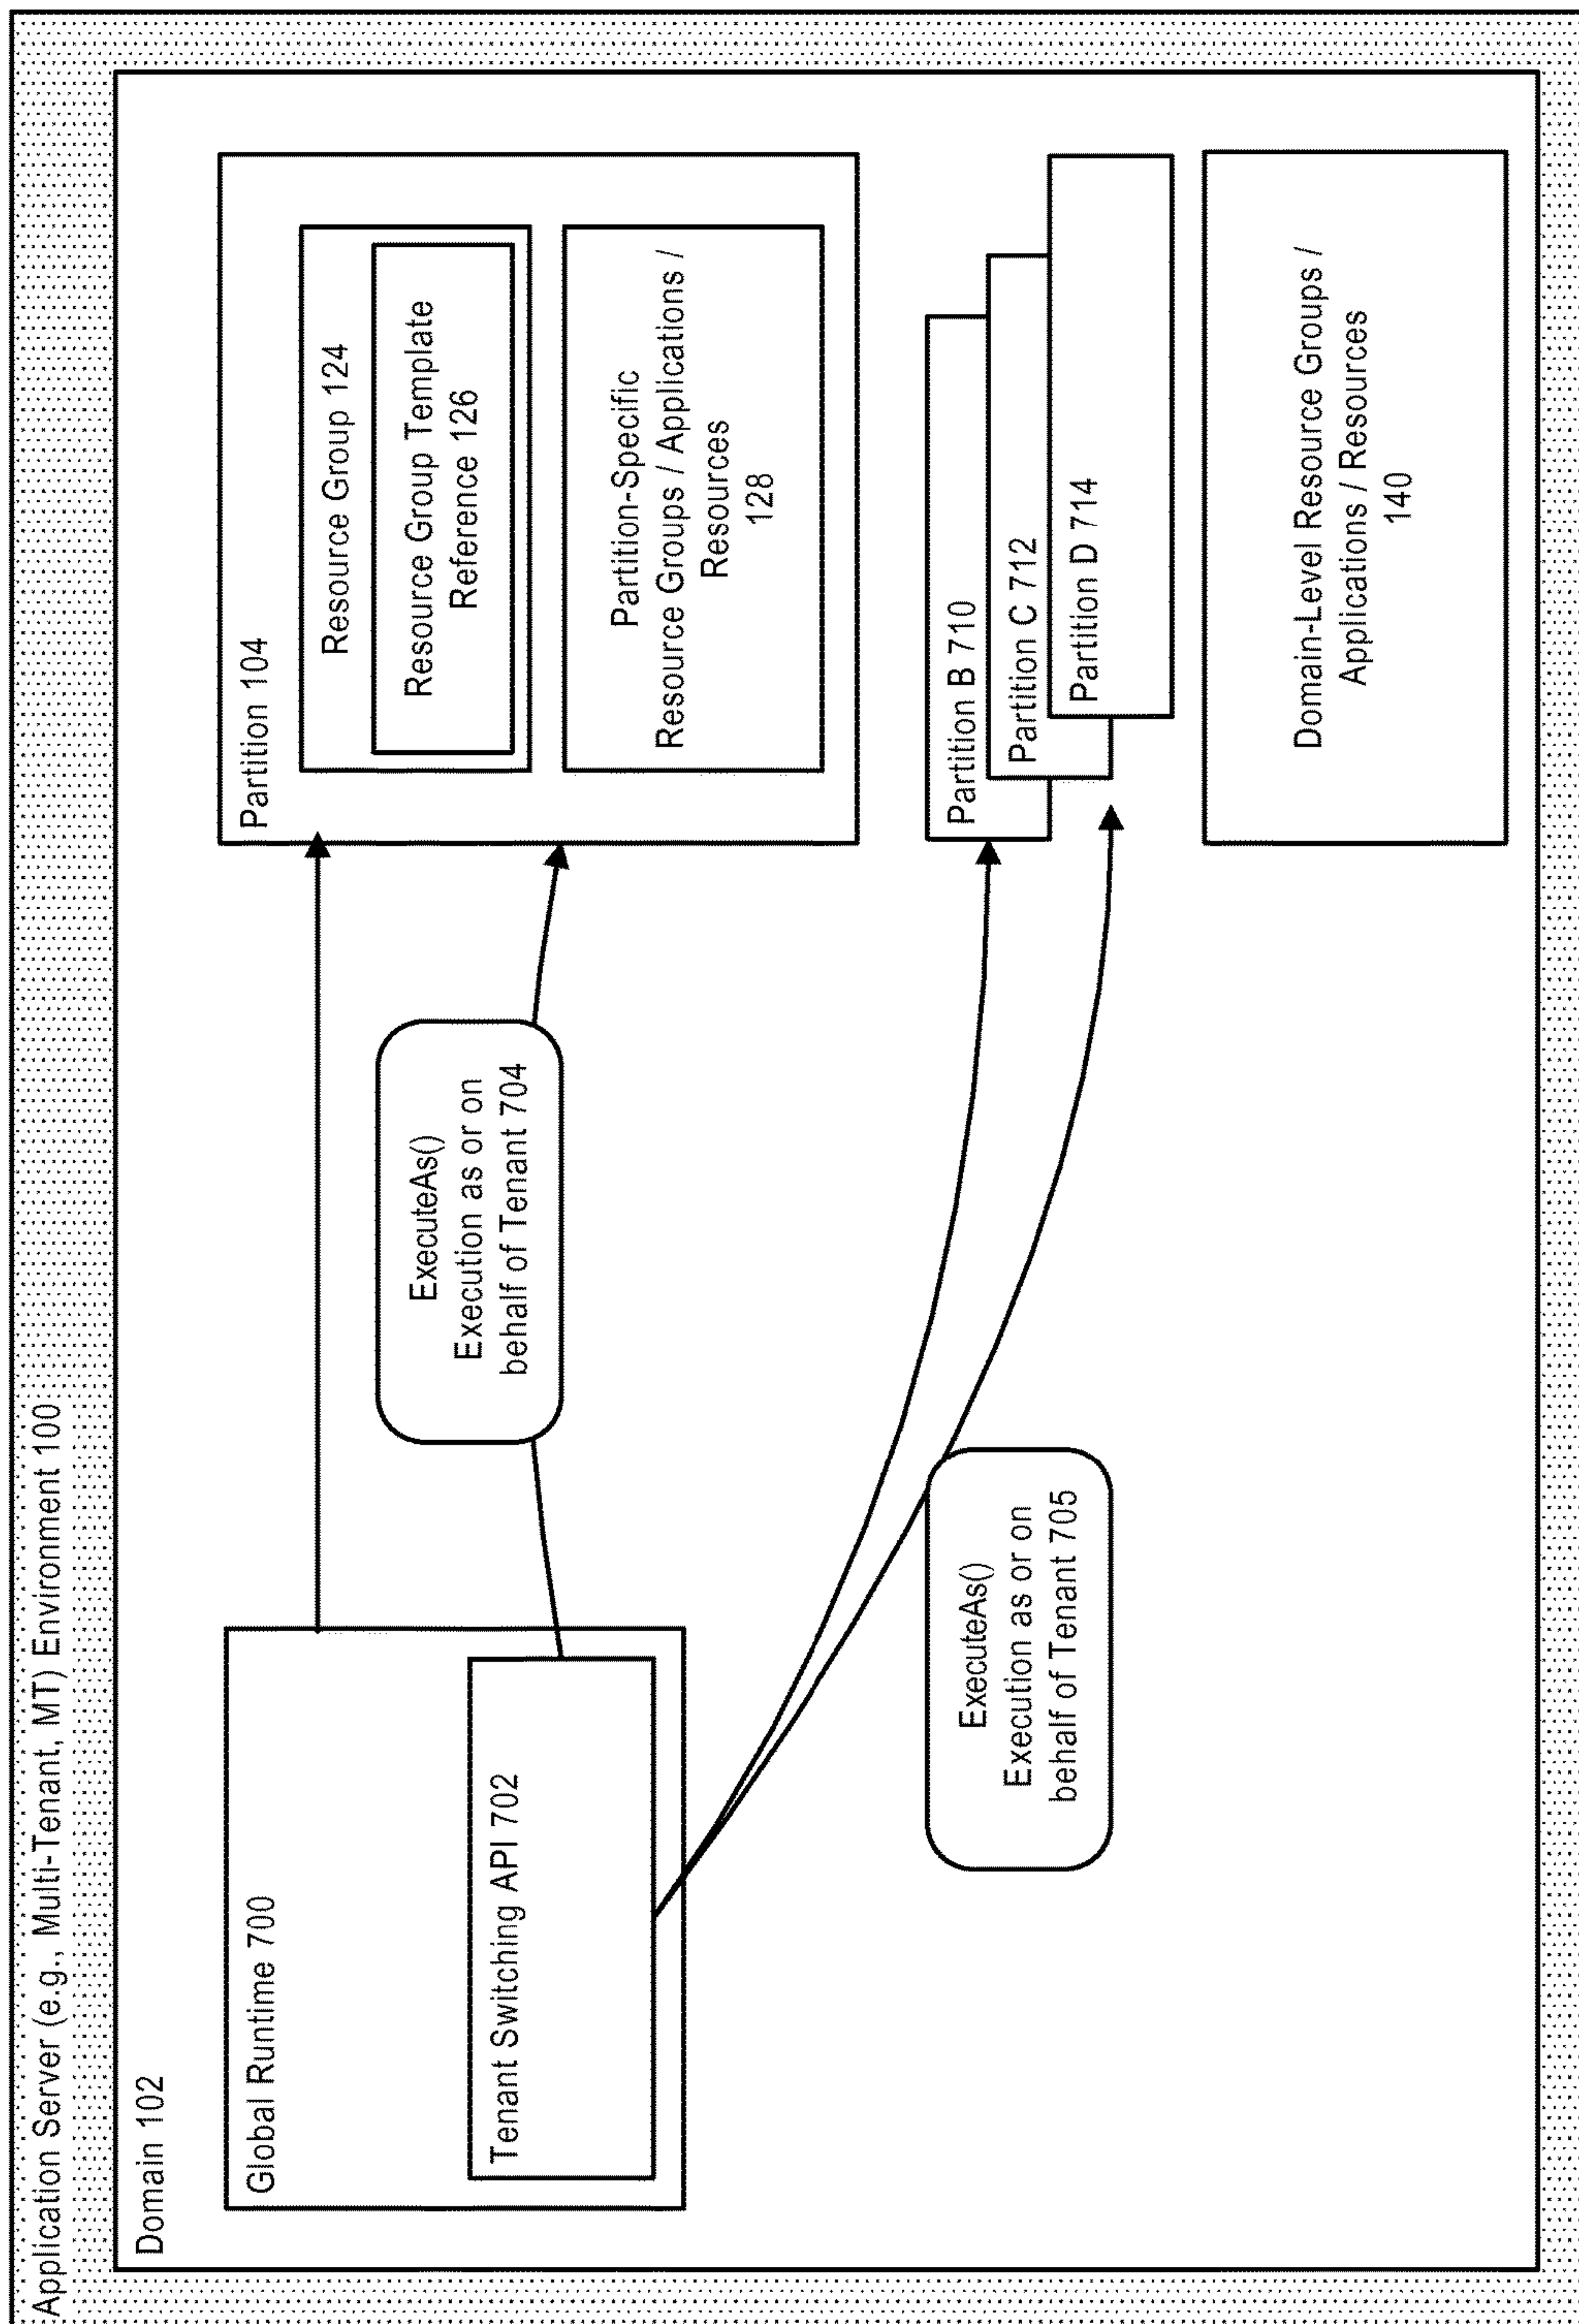 Application Server (e.g., Multi-Tenant, MT) Environment 100
Domain 102
Global Runtime 700
Tenant Switching API 702
ExecuteAs()
Execution as or on
behalf of Tenant 704
ExecuteAs()
Execution as or on
behalf of Tenant 705
Partition 104
Resource Group 124
Resource Group Template
Reference 126
Partition-Specific
Resource Groups / Applications /
Resources
128
Partition B 710
Partition C 712
Partition D 714
Domain-Level Resource Groups /
Applications / Resources
140